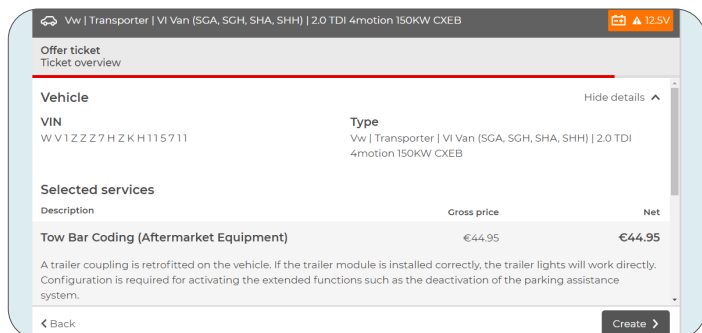 Vw | Transporter | VI Van (SGA, SGH, SHA, SHH) | 2.0 TDI 4motion 150KW CXEB
12.5V
Offer ticket
Ticket overview
Vehicle
Hide details
VIN
Type
WV1ZZZ7HZKH115711
Vw | Transporter | VI Van (SGA, SGH, SHA, SHH) | 2.0 TDI
4motion 150KW CXEB
Selected services
Description
Gross price
Net
Tow Bar Coding (Aftermarket Equipment)
€44.95
€44.95
A trailer coupling is retrofitted on the vehicle. If the trailer module is installed correctly, the trailer lights will work directly.
Configuration is required for activating the extended functions such as the deactivation of the parking assistance
system.
Back
Create